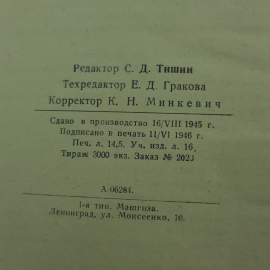 Редактор С. Д. Тишин
Техредактор Е. Д. Гракова
Корректор К. Н. Минкевич
Сдано в производство 16/VIII 1945 г.
Подписано в печать 11/VI 1946 г.
Печ. л. 14,5. Уч. изд. л. 16.
Тираж 3000 экз. Заказ № 2023
А-06284.
1-я тип. Машгиза.
Ленинград, ул. Моисеенко, 10.